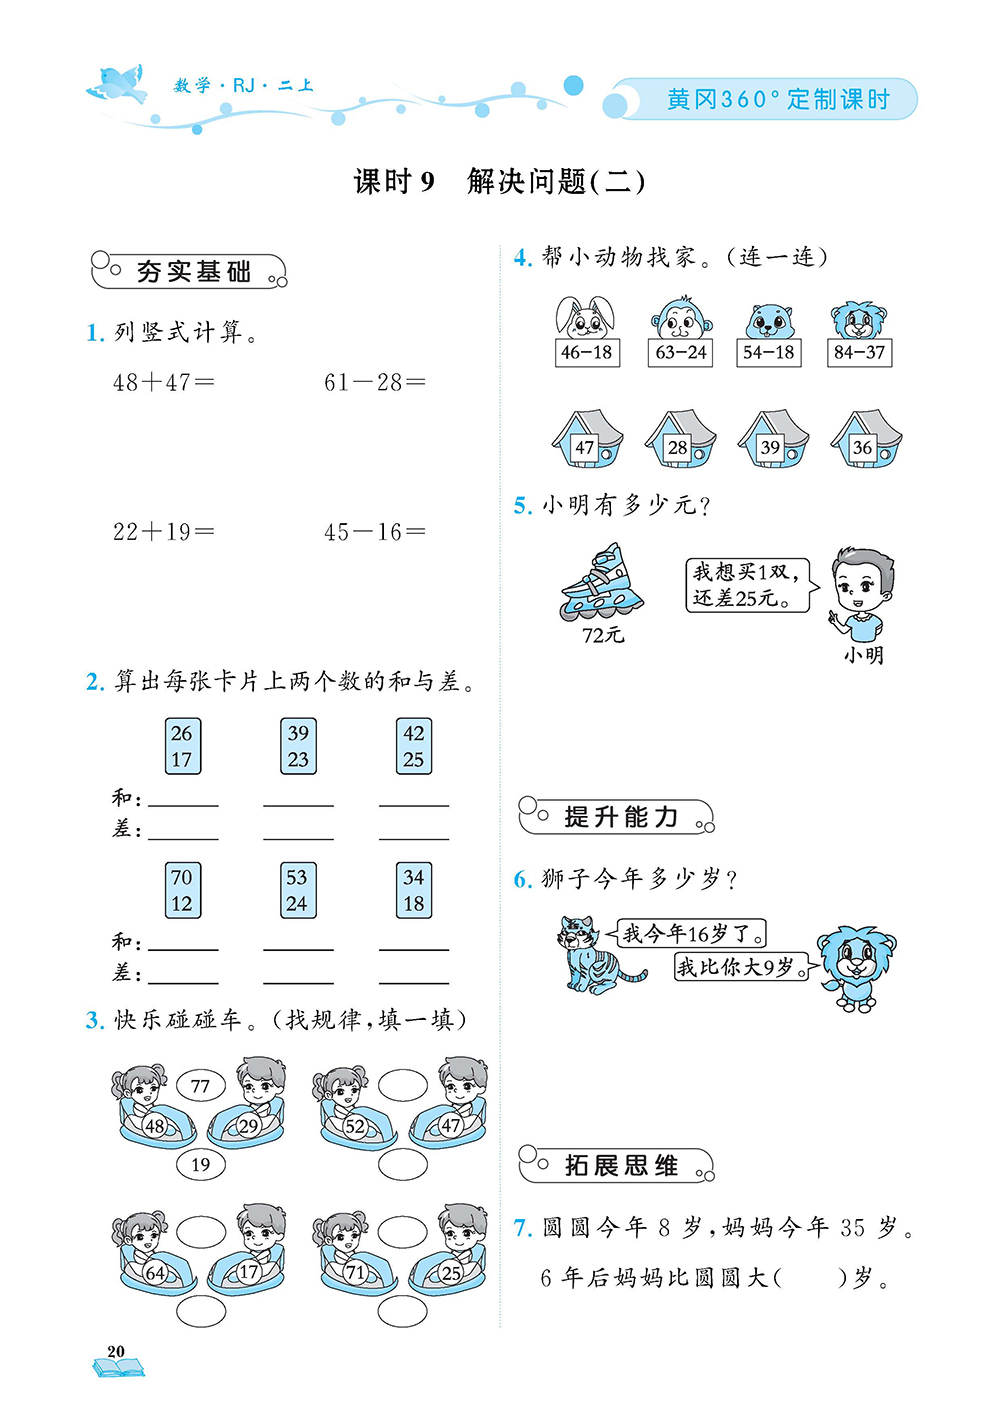 数学·RJ·二上
黄冈360°定制课时
课时9 解决问题(二)
夯实基础
1. 列竖式计算。
48+47= 61-28=
22+19= 45-16=
2. 算出每张卡片上两个数的和与差。
26 39 42
17 23 25
和:
差:
70 53 34
12 24 18
和:
差:
3. 快乐碰碰车。(找规律,填一填)
77
48 29 52 47
19
64 17 71 25
4. 帮小动物找家。(连一连)
46-18 63-24 54-18 84-37
47 28 39 36
5. 小明有多少元?
我想买1双,
还差25元。
72元
小明
提升能力
6. 狮子今年多少岁?
我今年16岁了。
我比你大9岁。
拓展思维
7. 圆圆今年8岁,妈妈今年35岁。
6年后妈妈比圆圆大( )岁。
20